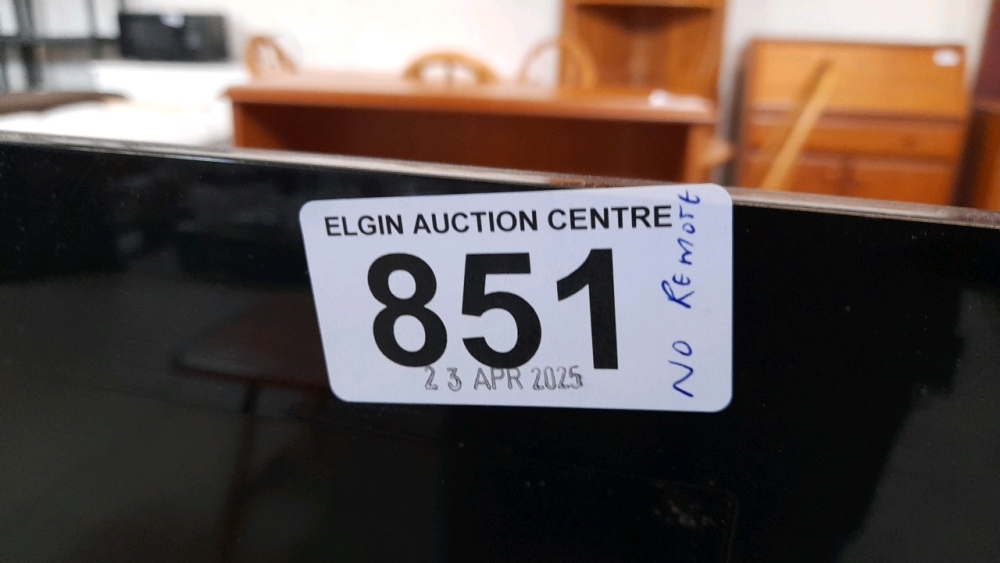 ELGIN AUCTION CENTRE
851
23 APR 2025
NO REMOTE